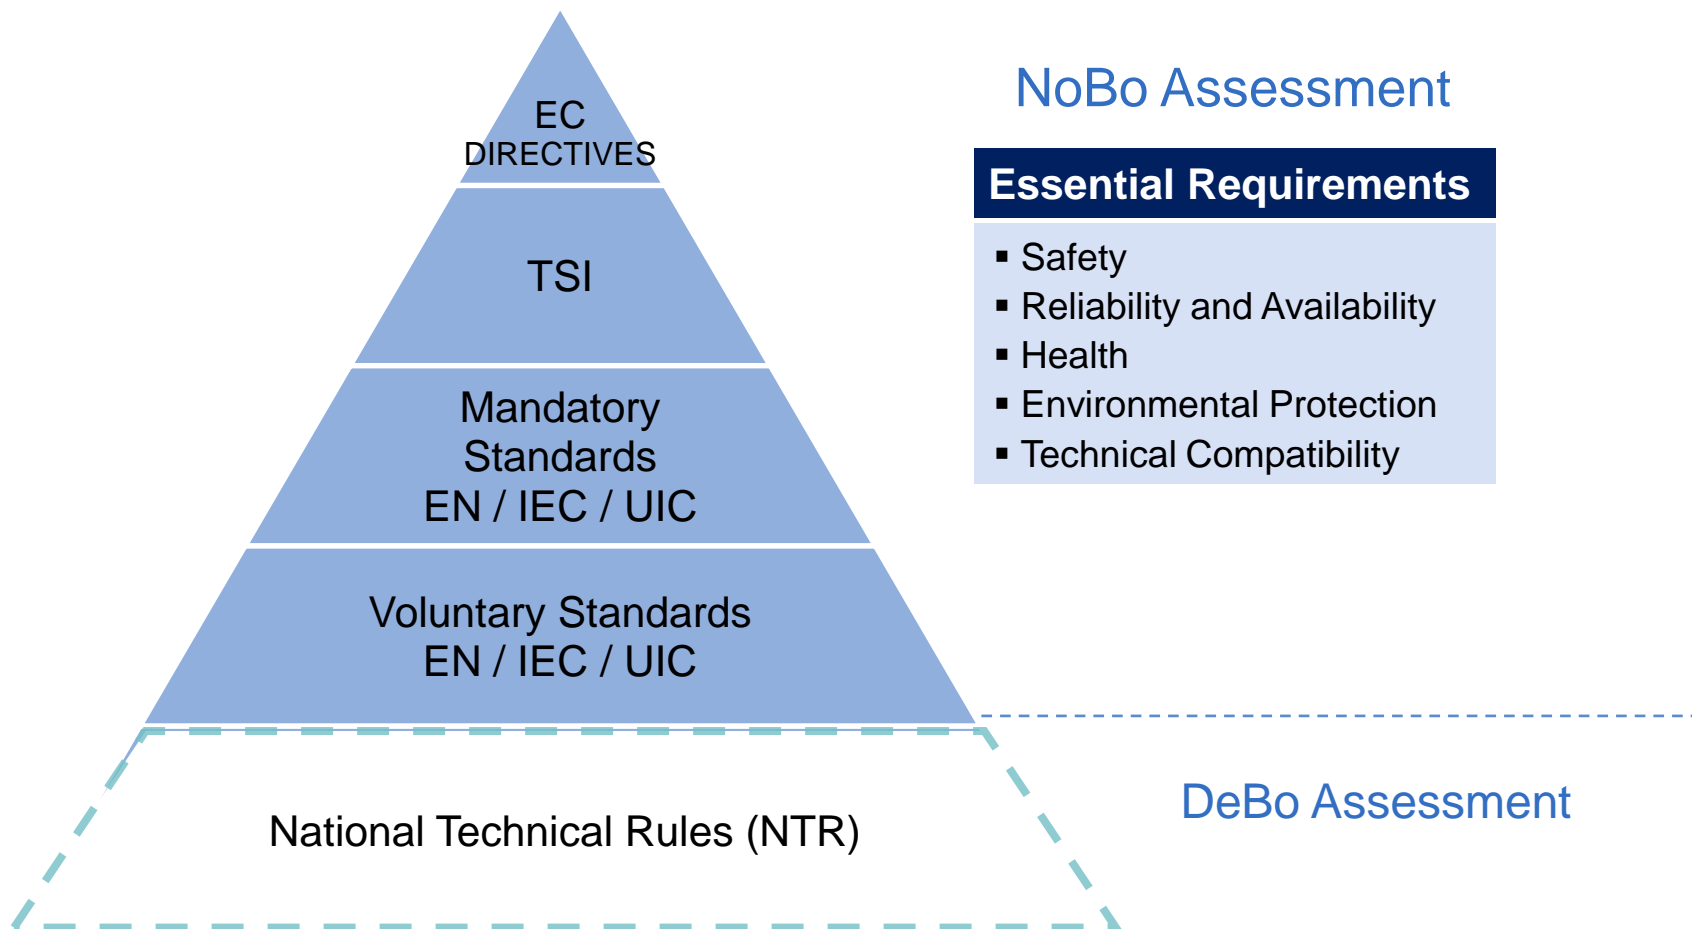 EC
DIRECTIVES
TSI
Mandatory
Standards
EN / IEC / UIC
Voluntary Standards
EN / IEC / UIC
National Technical Rules (NTR)
NoBo Assessment
Essential Requirements
▪ Safety
▪ Reliability and Availability
▪ Health
▪ Environmental Protection
▪ Technical Compatibility
DeBo Assessment